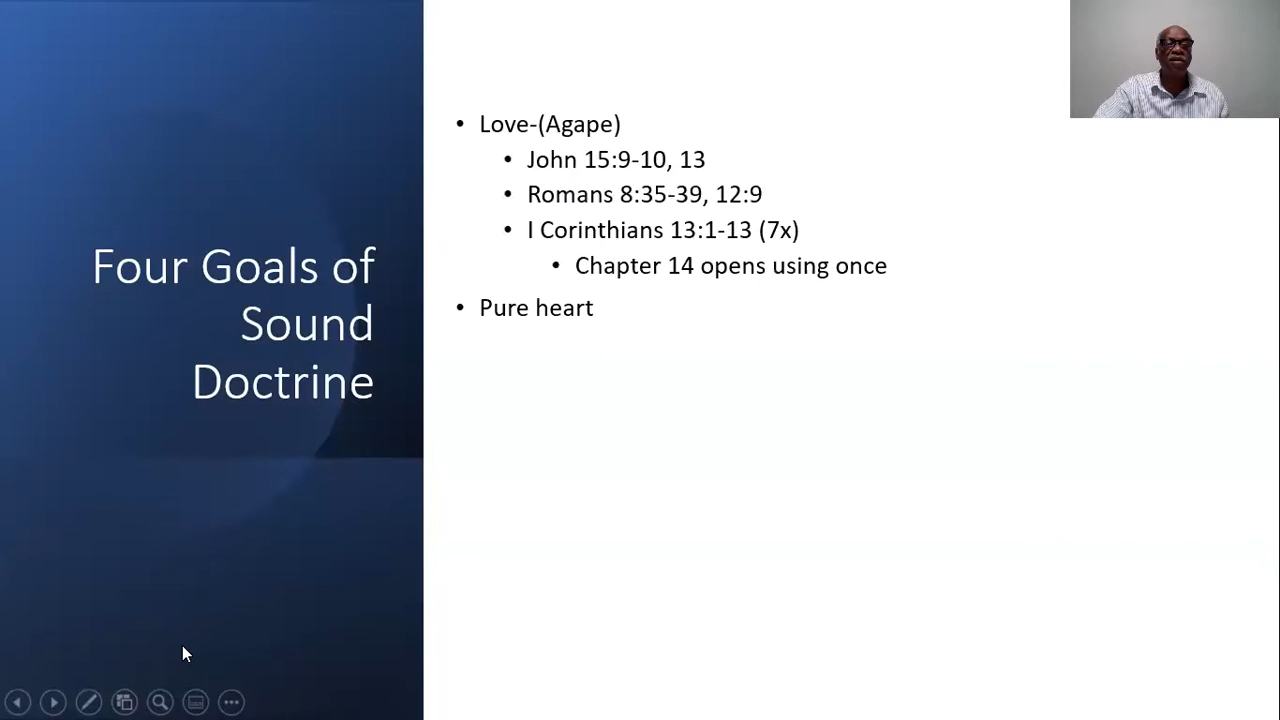 Four Goals of
Sound
Doctrine
• Love-(Agape)
• John 15:9-10, 13
• Romans 8:35-39, 12:9
• I Corinthians 13:1-13 (7x)
• Chapter 14 opens using once
• Pure heart